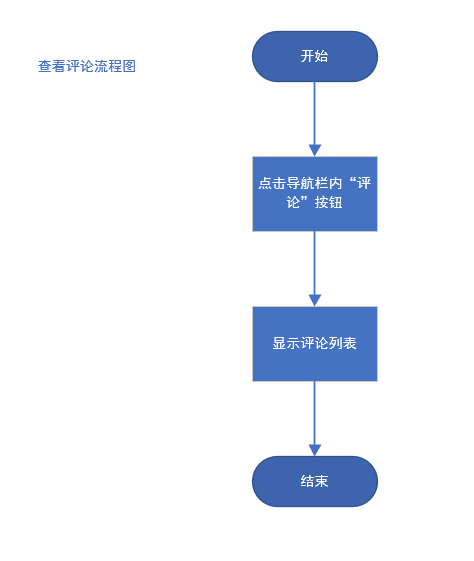 开始
查看评论流程图
点击导航栏内“评
论”按钮
显示评论列表
结束